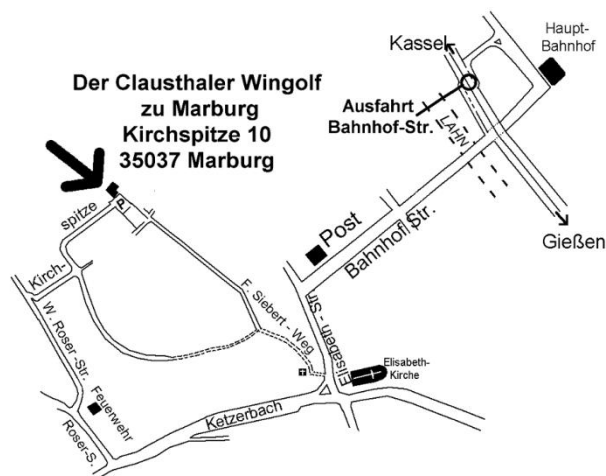 Kassel
Haupt-
Bahnhof
Der Clausthaler Wingolf
zu Marburg
Kirchspitze 10
35037 Marburg
Ausfahrt
Bahnhof-Str.
LAHN
P
Kirch-
spitze
Post
Bahnhof Str.
Gießen
F. Siebert - Weg
Elisabeth - Str
W. Roser-Str.
Elisabeth-
Kirche
Feuerwehr
Ketzerbach
Roser-S.